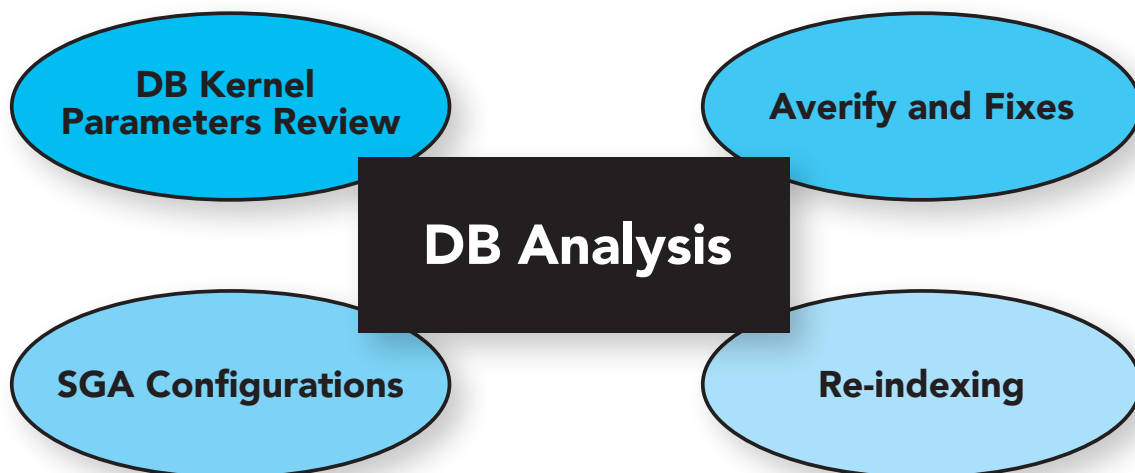 DB Kernel
Parameters Review
Averify and Fixes
DB Analysis
SGA Configurations
Re-indexing